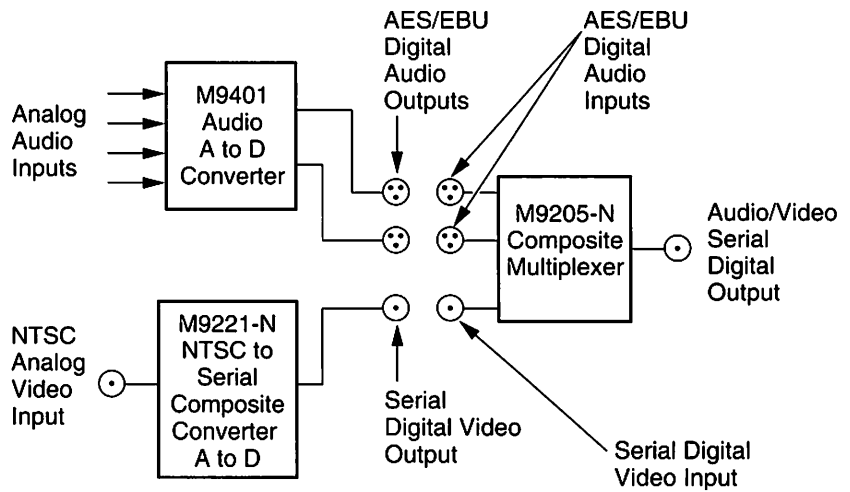 AES/EBU
Digital
Audio
Outputs
AES/EBU
Digital
Audio
Inputs
Analog
Audio
Inputs
M9401
Audio
A to D
Converter
M9205-N
Composite
Multiplexer
Audio/Video
Serial
Digital
Output
NTSC
Analog
Video
Input
M9221-N
NTSC to
Serial
Composite
Converter
A to D
Serial
Digital Video
Output
Serial Digital
Video Input